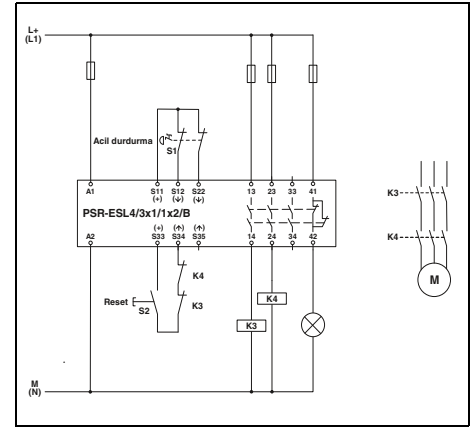 L+
(L1)
Acil durdurma
S1
A1 S11 S12 S22 13 23 33 41
(+) (↓) (↓)
PSR-ESL4/3x1/1x2/B
(+) (↑) (↑)
A2 S33 S34 S35 14 24 34 42
K4
Reset
S2
K3
K4
K3
M
(N)
K3
K4
M